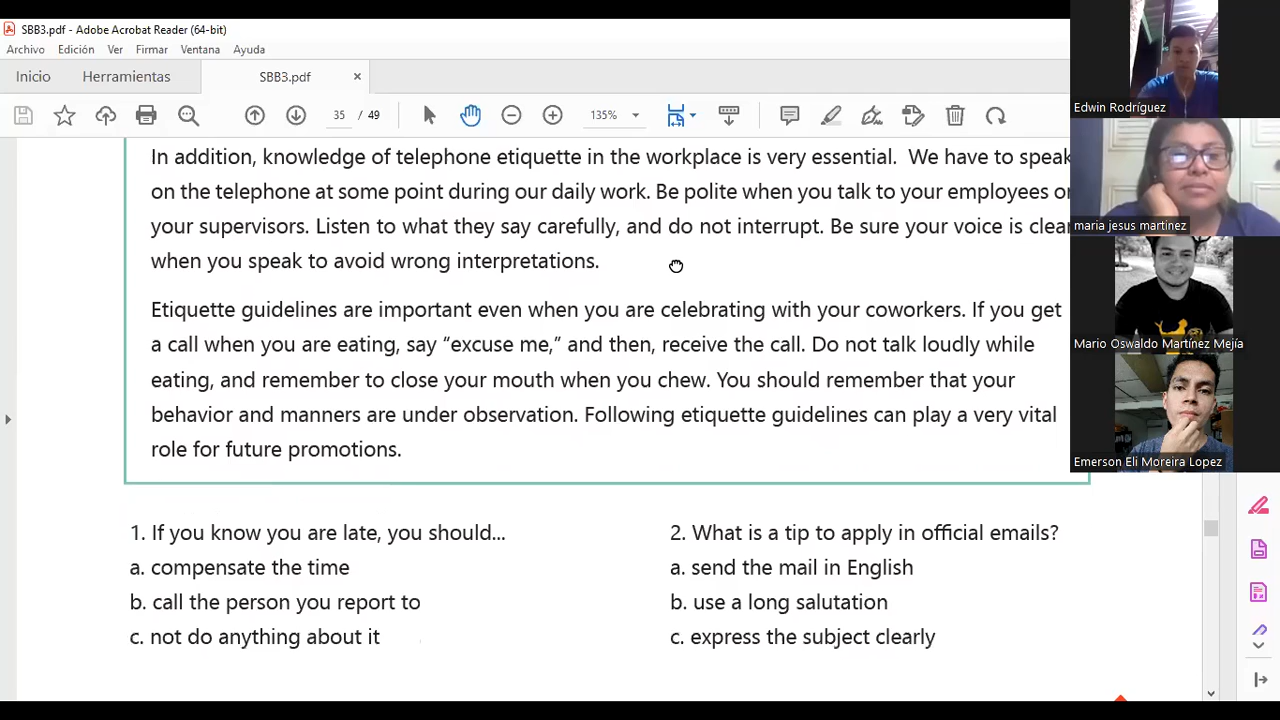 SBB3.pdf - Adobe Acrobat Reader (64-bit)
Archivo Edición Ver Firmar Ventana Ayuda
Inicio Herramientas SBB3.pdf ×
35 / 49 135%
In addition, knowledge of telephone etiquette in the workplace is very essential. We have to speak
on the telephone at some point during our daily work. Be polite when you talk to your employees or
your supervisors. Listen to what they say carefully, and do not interrupt. Be sure your voice is clear
when you speak to avoid wrong interpretations.
Etiquette guidelines are important even when you are celebrating with your coworkers. If you get
a call when you are eating, say “excuse me,” and then, receive the call. Do not talk loudly while
eating, and remember to close your mouth when you chew. You should remember that your
behavior and manners are under observation. Following etiquette guidelines can play a very vital
role for future promotions.
1. If you know you are late, you should...
a. compensate the time
b. call the person you report to
c. not do anything about it
2. What is a tip to apply in official emails?
a. send the mail in English
b. use a long salutation
c. express the subject clearly
Edwin Rodríguez
maria jesus martinez
Mario Oswaldo Martínez Mejía
Emerson Eli Moreira Lopez